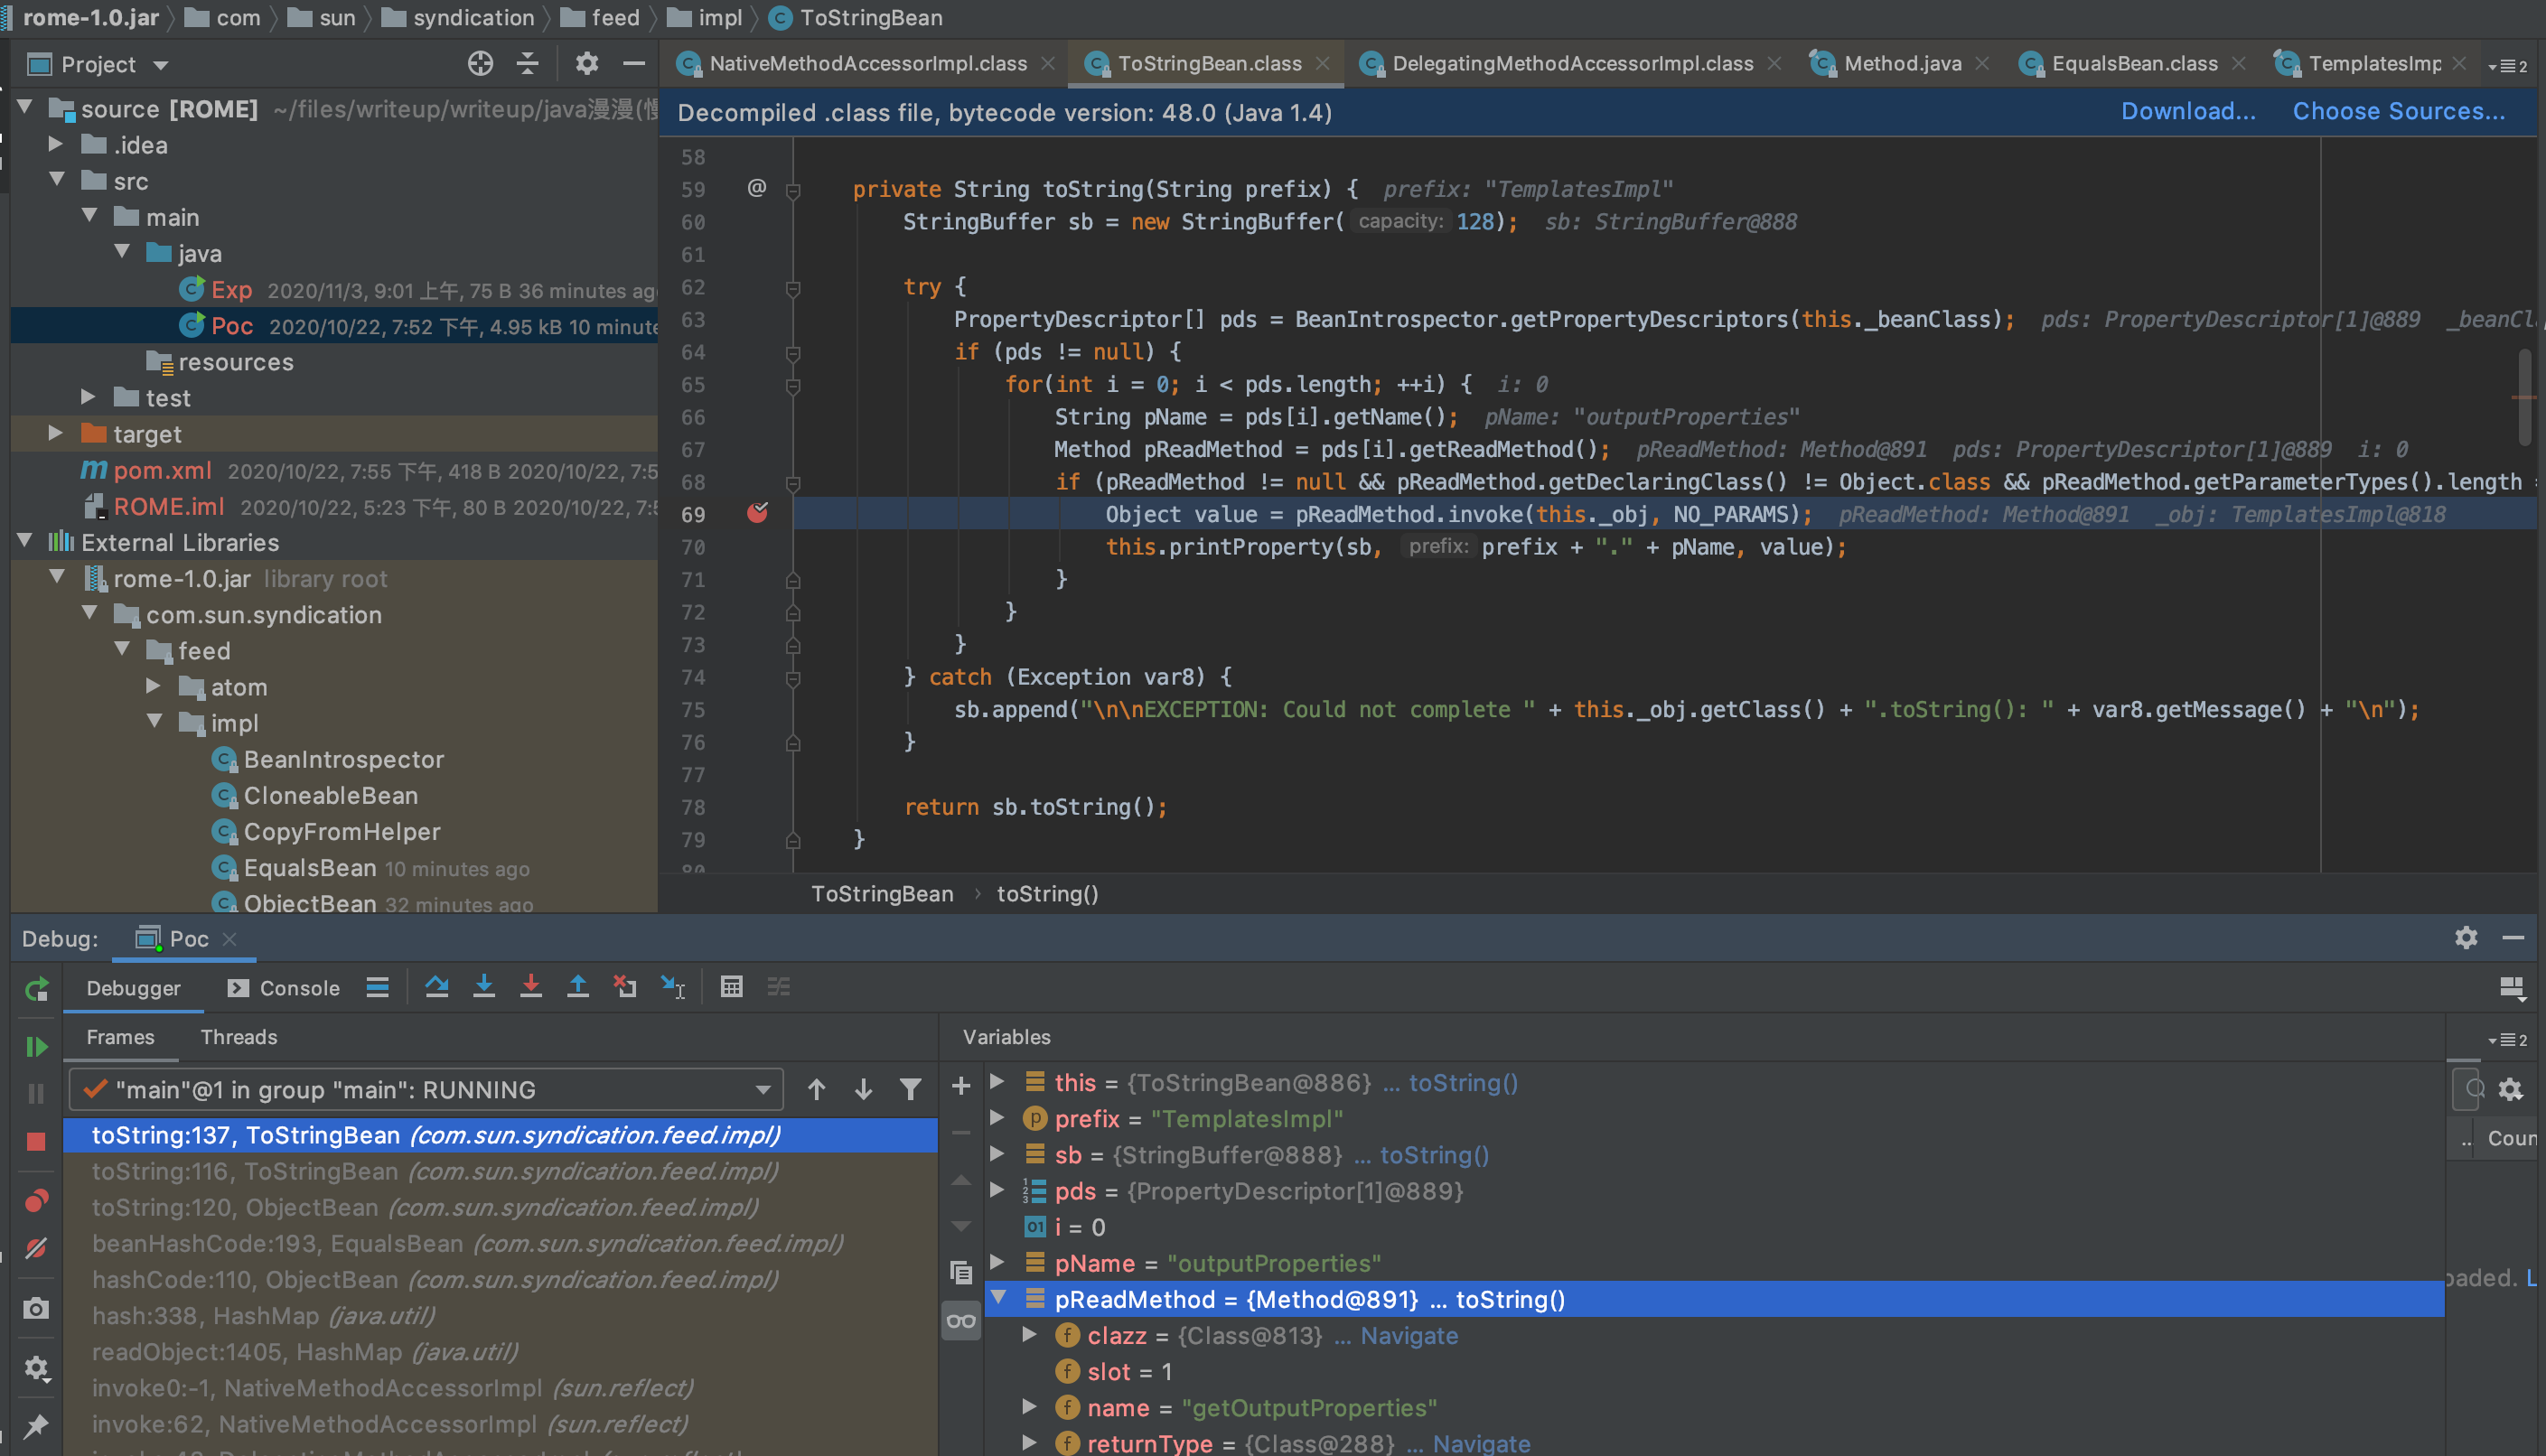 rome-1.0.jar com sun syndication feed impl ToStringBean
Project
NativeMethodAccessorImpl.class ToStringBean.class DelegatingMethodAccessorImpl.class Method.java EqualsBean.class TemplatesImp 2
source [ROME] ~/files/writeup/writeup/java漫漫(慢
.idea
src
main
java
Exp 2020/11/3, 9:01 上午, 75 B 36 minutes ago
Poc 2020/10/22, 7:52 下午, 4.95 kB 10 minute
resources
test
target
pom.xml 2020/10/22, 7:55 下午, 418 B 2020/10/22, 7:5
ROME.iml 2020/10/22, 5:23 下午, 80 B 2020/10/22, 7:
External Libraries
rome-1.0.jar library root
com.sun.syndication
feed
atom
impl
BeanIntrospector
CloneableBean
CopyFromHelper
EqualsBean 10 minutes ago
ObjectBean 32 minutes ago
Decompiled .class file, bytecode version: 48.0 (Java 1.4) Download... Choose Sources...
58
59 @ private String toString(String prefix) { prefix: "TemplatesImpl"
60 StringBuffer sb = new StringBuffer( capacity: 128); sb: StringBuffer@888
61
62 try {
63 PropertyDescriptor[] pds = BeanIntrospector.getPropertyDescriptors(this._beanClass); pds: PropertyDescriptor[1]@889 _beanCla
64 if (pds != null) {
65 for(int i = 0; i < pds.length; ++i) { i: 0
66 String pName = pds[i].getName(); pName: "outputProperties"
67 Method pReadMethod = pds[i].getReadMethod(); pReadMethod: Method@891 pds: PropertyDescriptor[1]@889 i: 0
68 if (pReadMethod != null && pReadMethod.getDeclaringClass() != Object.class && pReadMethod.getParameterTypes().length =
69 Object value = pReadMethod.invoke(this._obj, NO_PARAMS); pReadMethod: Method@891 _obj: TemplatesImpl@818
70 this.printProperty(sb, prefix: prefix + "." + pName, value);
71 }
72 }
73 }
74 } catch (Exception var8) {
75 sb.append("\n\nEXCEPTION: Could not complete " + this._obj.getClass() + ".toString(): " + var8.getMessage() + "\n");
76 }
77
78 return sb.toString();
79 }
80
ToStringBean › toString()
Debug: Poc
Debugger Console
Frames Threads
"main"@1 in group "main": RUNNING
toString:137, ToStringBean (com.sun.syndication.feed.impl)
toString:116, ToStringBean (com.sun.syndication.feed.impl)
toString:120, ObjectBean (com.sun.syndication.feed.impl)
beanHashCode:193, EqualsBean (com.sun.syndication.feed.impl)
hashCode:110, ObjectBean (com.sun.syndication.feed.impl)
hash:338, HashMap (java.util)
readObject:1405, HashMap (java.util)
invoke0:-1, NativeMethodAccessorImpl (sun.reflect)
invoke:62, NativeMethodAccessorImpl (sun.reflect)
Variables
this = {ToStringBean@886} ... toString()
prefix = "TemplatesImpl"
sb = {StringBuffer@888} ... toString()
pds = {PropertyDescriptor[1]@889}
i = 0
pName = "outputProperties"
pReadMethod = {Method@891} ... toString()
clazz = {Class@813} ... Navigate
slot = 1
name = "getOutputProperties"
returnType = {Class@288} ... Navigate
2
.. Coun
oaded. L